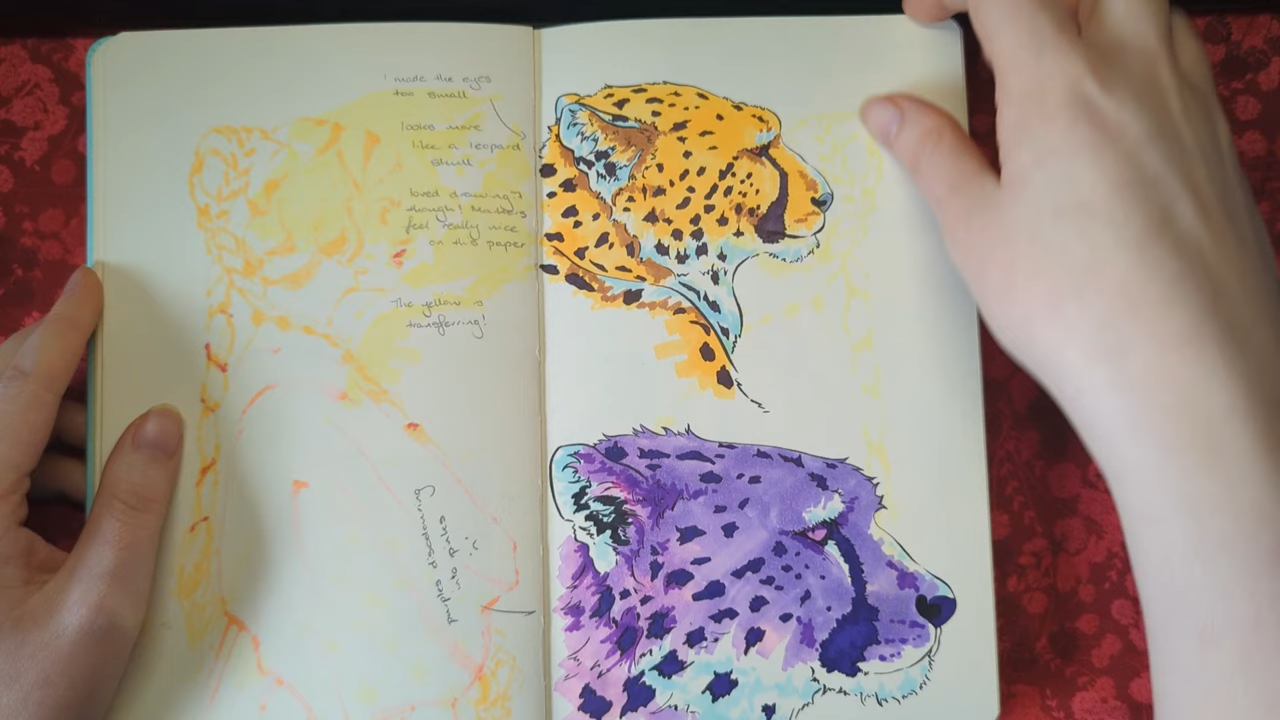 I made the eyes
too small
looks more
like a leopard
skull
loved drawing
though! Markers
feel really nice
on this paper
The yellow is
transferring!
purples discolouring
into pinks
:(